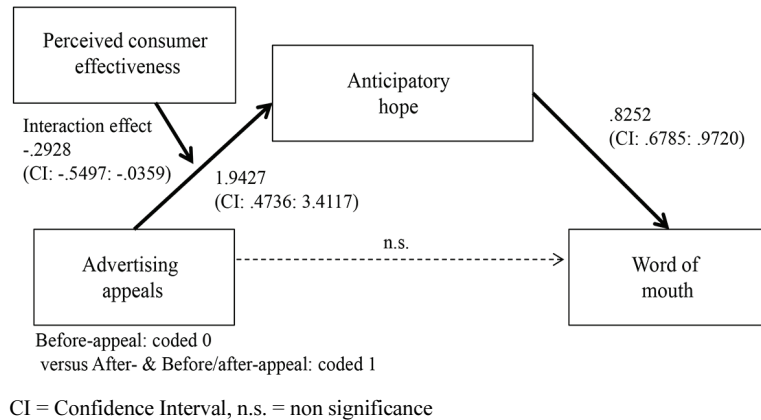 Perceived consumer
effectiveness
Anticipatory
hope
Interaction effect
-.2928
(CI: -.5497: -.0359)
1.9427
(CI: .4736: 3.4117)
.8252
(CI: .6785: .9720)
Advertising
appeals
n.s.
Word of
mouth
Before-appeal: coded 0
versus After- & Before/after-appeal: coded 1
CI = Confidence Interval, n.s. = non significance